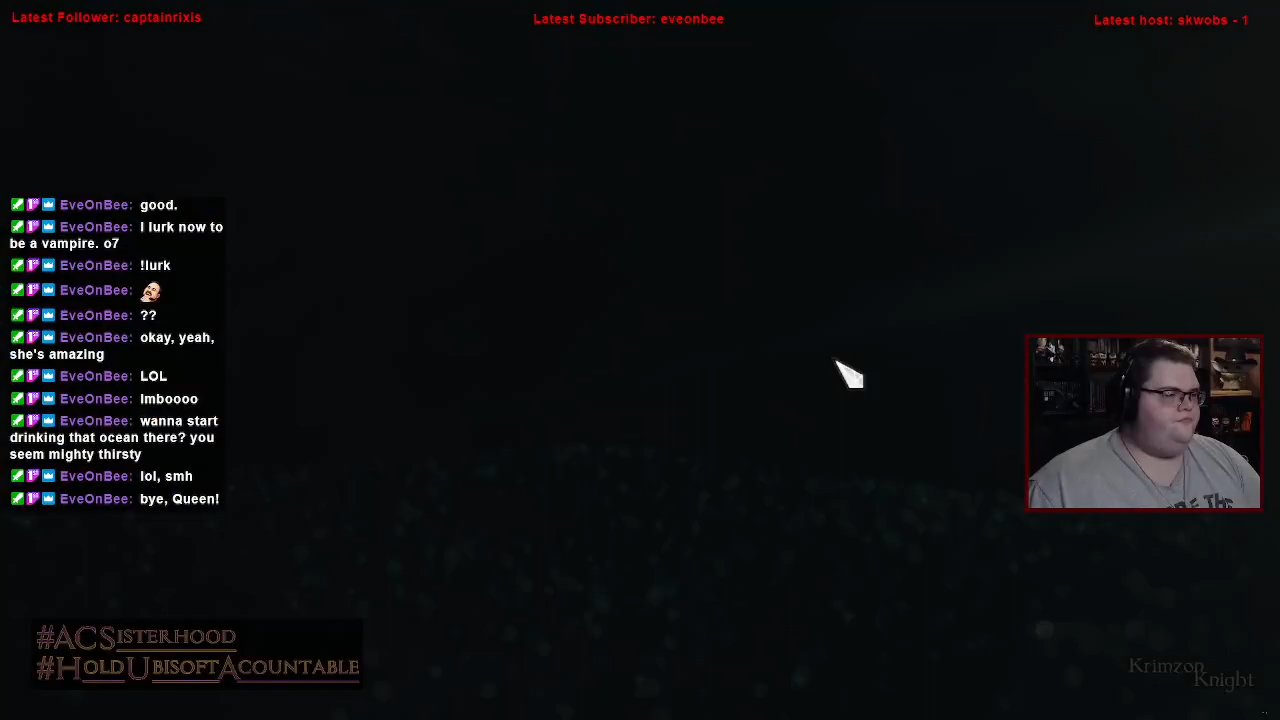 Latest Follower: captainrixis
Latest Subscriber: eveonbee
Latest host: skwobs - 1
EveOnBee: good.
EveOnBee: I lurk now to
be a vampire. o7
EveOnBee: !lurk
EveOnBee:
EveOnBee: ??
EveOnBee: okay, yeah,
she's amazing
EveOnBee: LOL
EveOnBee: lmboooo
EveOnBee: wanna start
drinking that ocean there? you
seem mighty thirsty
EveOnBee: lol, smh
EveOnBee: bye, Queen!
#ACSisterhood
#HoldUbisoftAcountable
Krimzon
Knight